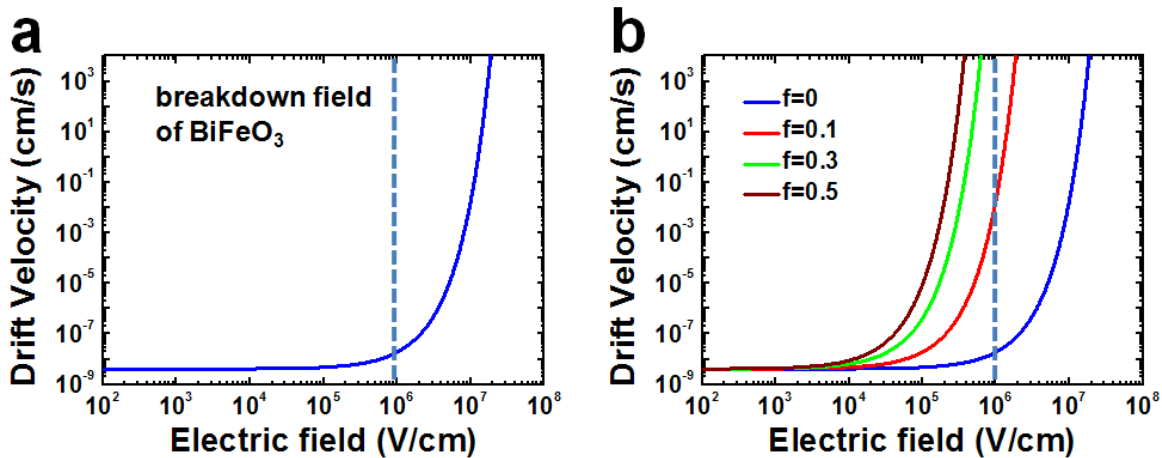 a
breakdown field
of BiFeO₃
Drift Velocity (cm/s)
10³
10¹
10⁻¹
10⁻³
10⁻⁵
10⁻⁷
10⁻⁹
10² 10³ 10⁴ 10⁵ 10⁶ 10⁷ 10⁸
Electric field (V/cm)
b
f=0
f=0.1
f=0.3
f=0.5
Drift Velocity (cm/s)
10³
10¹
10⁻¹
10⁻³
10⁻⁵
10⁻⁷
10⁻⁹
10² 10³ 10⁴ 10⁵ 10⁶ 10⁷ 10⁸
Electric field (V/cm)